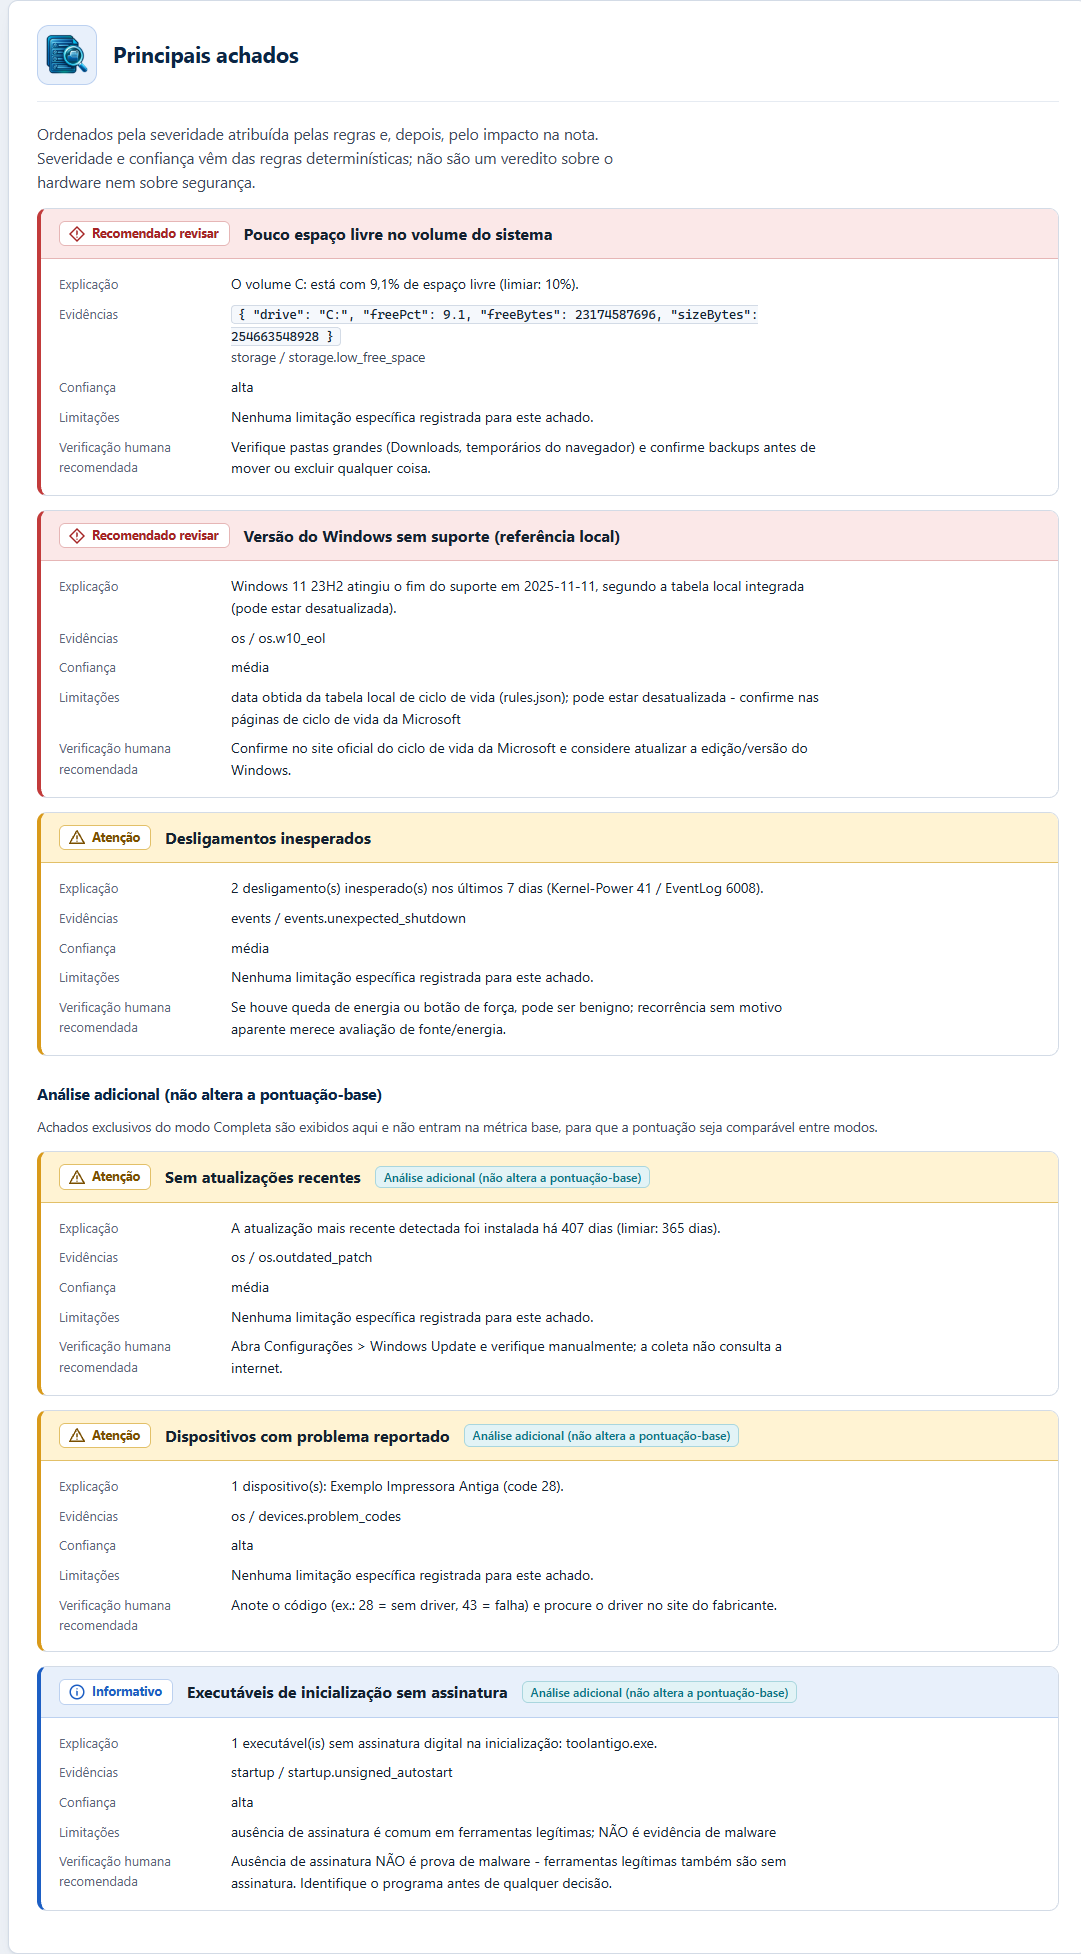 Principais achados
Ordenados pela severidade atribuída pelas regras e, depois, pelo impacto na nota.
Severidade e confiança vêm das regras determinísticas; não são um veredito sobre o
hardware nem sobre segurança.
Recomendado revisar Pouco espaço livre no volume do sistema
Explicação O volume C: está com 9,1% de espaço livre (limiar: 10%).
Evidências { "drive": "C:", "freePct": 9.1, "freeBytes": 23174587696, "sizeBytes":
254663548928 }
storage / storage.low_free_space
Confiança alta
Limitações Nenhuma limitação específica registrada para este achado.
Verificação humana recomendada Verifique pastas grandes (Downloads, temporários do navegador) e confirme backups antes de
mover ou excluir qualquer coisa.
Recomendado revisar Versão do Windows sem suporte (referência local)
Explicação Windows 11 23H2 atingiu o fim do suporte em 2025-11-11, segundo a tabela local integrada
(pode estar desatualizada).
Evidências os / os.w10_eol
Confiança média
Limitações data obtida da tabela local de ciclo de vida (rules.json); pode estar desatualizada - confirme nas
páginas de ciclo de vida da Microsoft
Verificação humana recomendada Confirme no site oficial do ciclo de vida da Microsoft e considere atualizar a edição/versão do
Windows.
Atenção Desligamentos inesperados
Explicação 2 desligamento(s) inesperado(s) nos últimos 7 dias (Kernel-Power 41 / EventLog 6008).
Evidências events / events.unexpected_shutdown
Confiança média
Limitações Nenhuma limitação específica registrada para este achado.
Verificação humana recomendada Se houve queda de energia ou botão de força, pode ser benigno; recorrência sem motivo
aparente merece avaliação de fonte/energia.
Análise adicional (não altera a pontuação-base)
Achados exclusivos do modo Completa são exibidos aqui e não entram na métrica base, para que a pontuação seja comparável entre modos.
Atenção Sem atualizações recentes Análise adicional (não altera a pontuação-base)
Explicação A atualização mais recente detectada foi instalada há 407 dias (limiar: 365 dias).
Evidências os / os.outdated_patch
Confiança média
Limitações Nenhuma limitação específica registrada para este achado.
Verificação humana recomendada Abra Configurações > Windows Update e verifique manualmente; a coleta não consulta a
internet.
Atenção Dispositivos com problema reportado Análise adicional (não altera a pontuação-base)
Explicação 1 dispositivo(s): Exemplo Impressora Antiga (code 28).
Evidências os / devices.problem_codes
Confiança alta
Limitações Nenhuma limitação específica registrada para este achado.
Verificação humana recomendada Anote o código (ex.: 28 = sem driver, 43 = falha) e procure o driver no site do fabricante.
Informativo Executáveis de inicialização sem assinatura Análise adicional (não altera a pontuação-base)
Explicação 1 executável(is) sem assinatura digital na inicialização: toolantigo.exe.
Evidências startup / startup.unsigned_autostart
Confiança alta
Limitações ausência de assinatura é comum em ferramentas legítimas; NÃO é evidência de malware
Verificação humana recomendada Ausência de assinatura NÃO é prova de malware - ferramentas legítimas também são sem
assinatura. Identifique o programa antes de qualquer decisão.